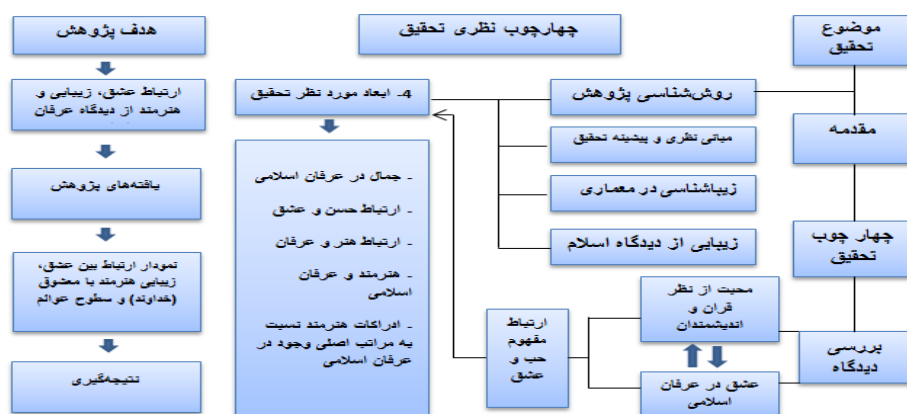 چهارچوب نظری تحقیق
موضوع
تحقیق
مقدمه
چهار چوب
تحقیق
بررسی
دیدگاه
روش‌شناسی پژوهش
مبانی نظری و پیشینه تحقیق
زیباشناسی در معماری
زیبایی از دیدگاه اسلام
محبت از نظر
قران و
اندیشمندان
عشق در عرفان
اسلامی
ارتباط
مفهوم
حب و
عشق
4- ابعاد مورد نظر تحقیق
- جمال در عرفان اسلامی
- ارتباط حسن و عشق
- ارتباط هنر و عرفان
- هنرمند و عرفان
اسلامی
- ادراکات هنرمند نسبت
به مراتب اصلی وجود در
عرفان اسلامی
هدف پژوهش
ارتباط عشق، زیبایی و
هنرمند از دیدگاه عرفان
یافته‌های پژوهش
نمودار ارتباط بین عشق،
زیبایی هنرمند با معشوق
(خداوند) و سطوح عوالم
نتیجه‌گیری